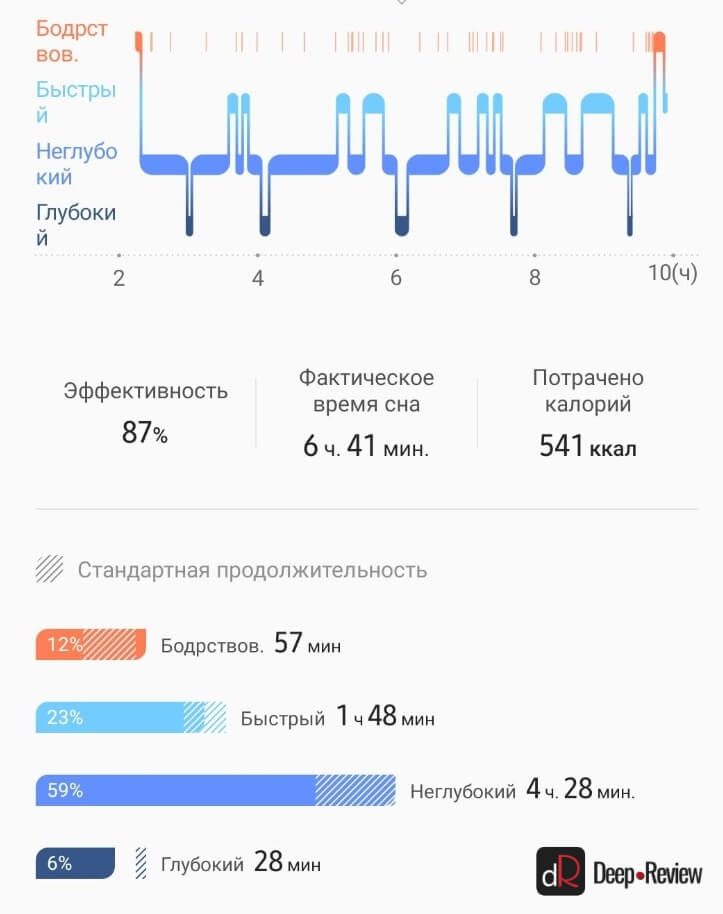 Бодрст
вов.
Быстры
й
Неглубо
кий
Глубоки
й
2 4 6 8 10(ч)
Эффективность
87%
Фактическое
время сна
6 ч. 41 мин.
Потрачено
калорий
541 ккал
Стандартная продолжительность
12% Бодрствов. 57 мин
23% Быстрый 1 ч 48 мин
59% Неглубокий 4 ч. 28 мин.
6% Глубокий 28 мин
dR Deep•Review